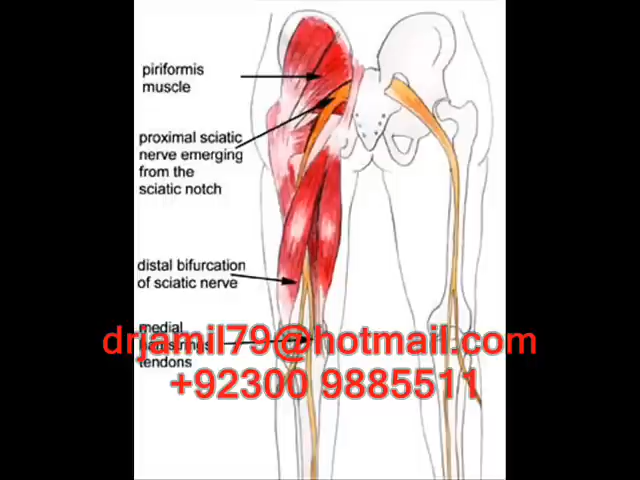 piriformis
muscle
proximal sciatic
nerve emerging
from the
sciatic notch
distal bifurcation
of sciatic nerve
medial
hamstrings
tendons
drjamil79@hotmail.com
+92300 9885511